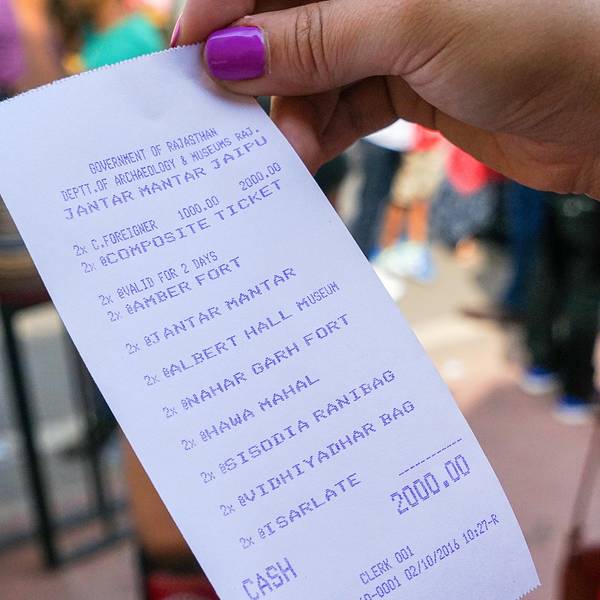 GOVERNMENT OF RAJASTHAN
DEPTT.OF ARCHAEOLOGY & MUSEUMS RAJ.
JANTAR MANTAR JAIPU
2x C.FOREIGNER 1000.00 2000.00
2x @COMPOSITE TICKET
2x @VALID FOR 2 DAYS
2x @AMBER FORT
2x @JANTAR MANTAR
2x @ALBERT HALL MUSEUM
2x @NAHAR GARH FORT
2x @HAWA MAHAL
2x @SISODIA RANIBAG
2x @VIDHIYADHAR BAG
2x @ISARLATE
2000.00
CASH
CLERK 001
-0001 02/10/2016 10:27-R